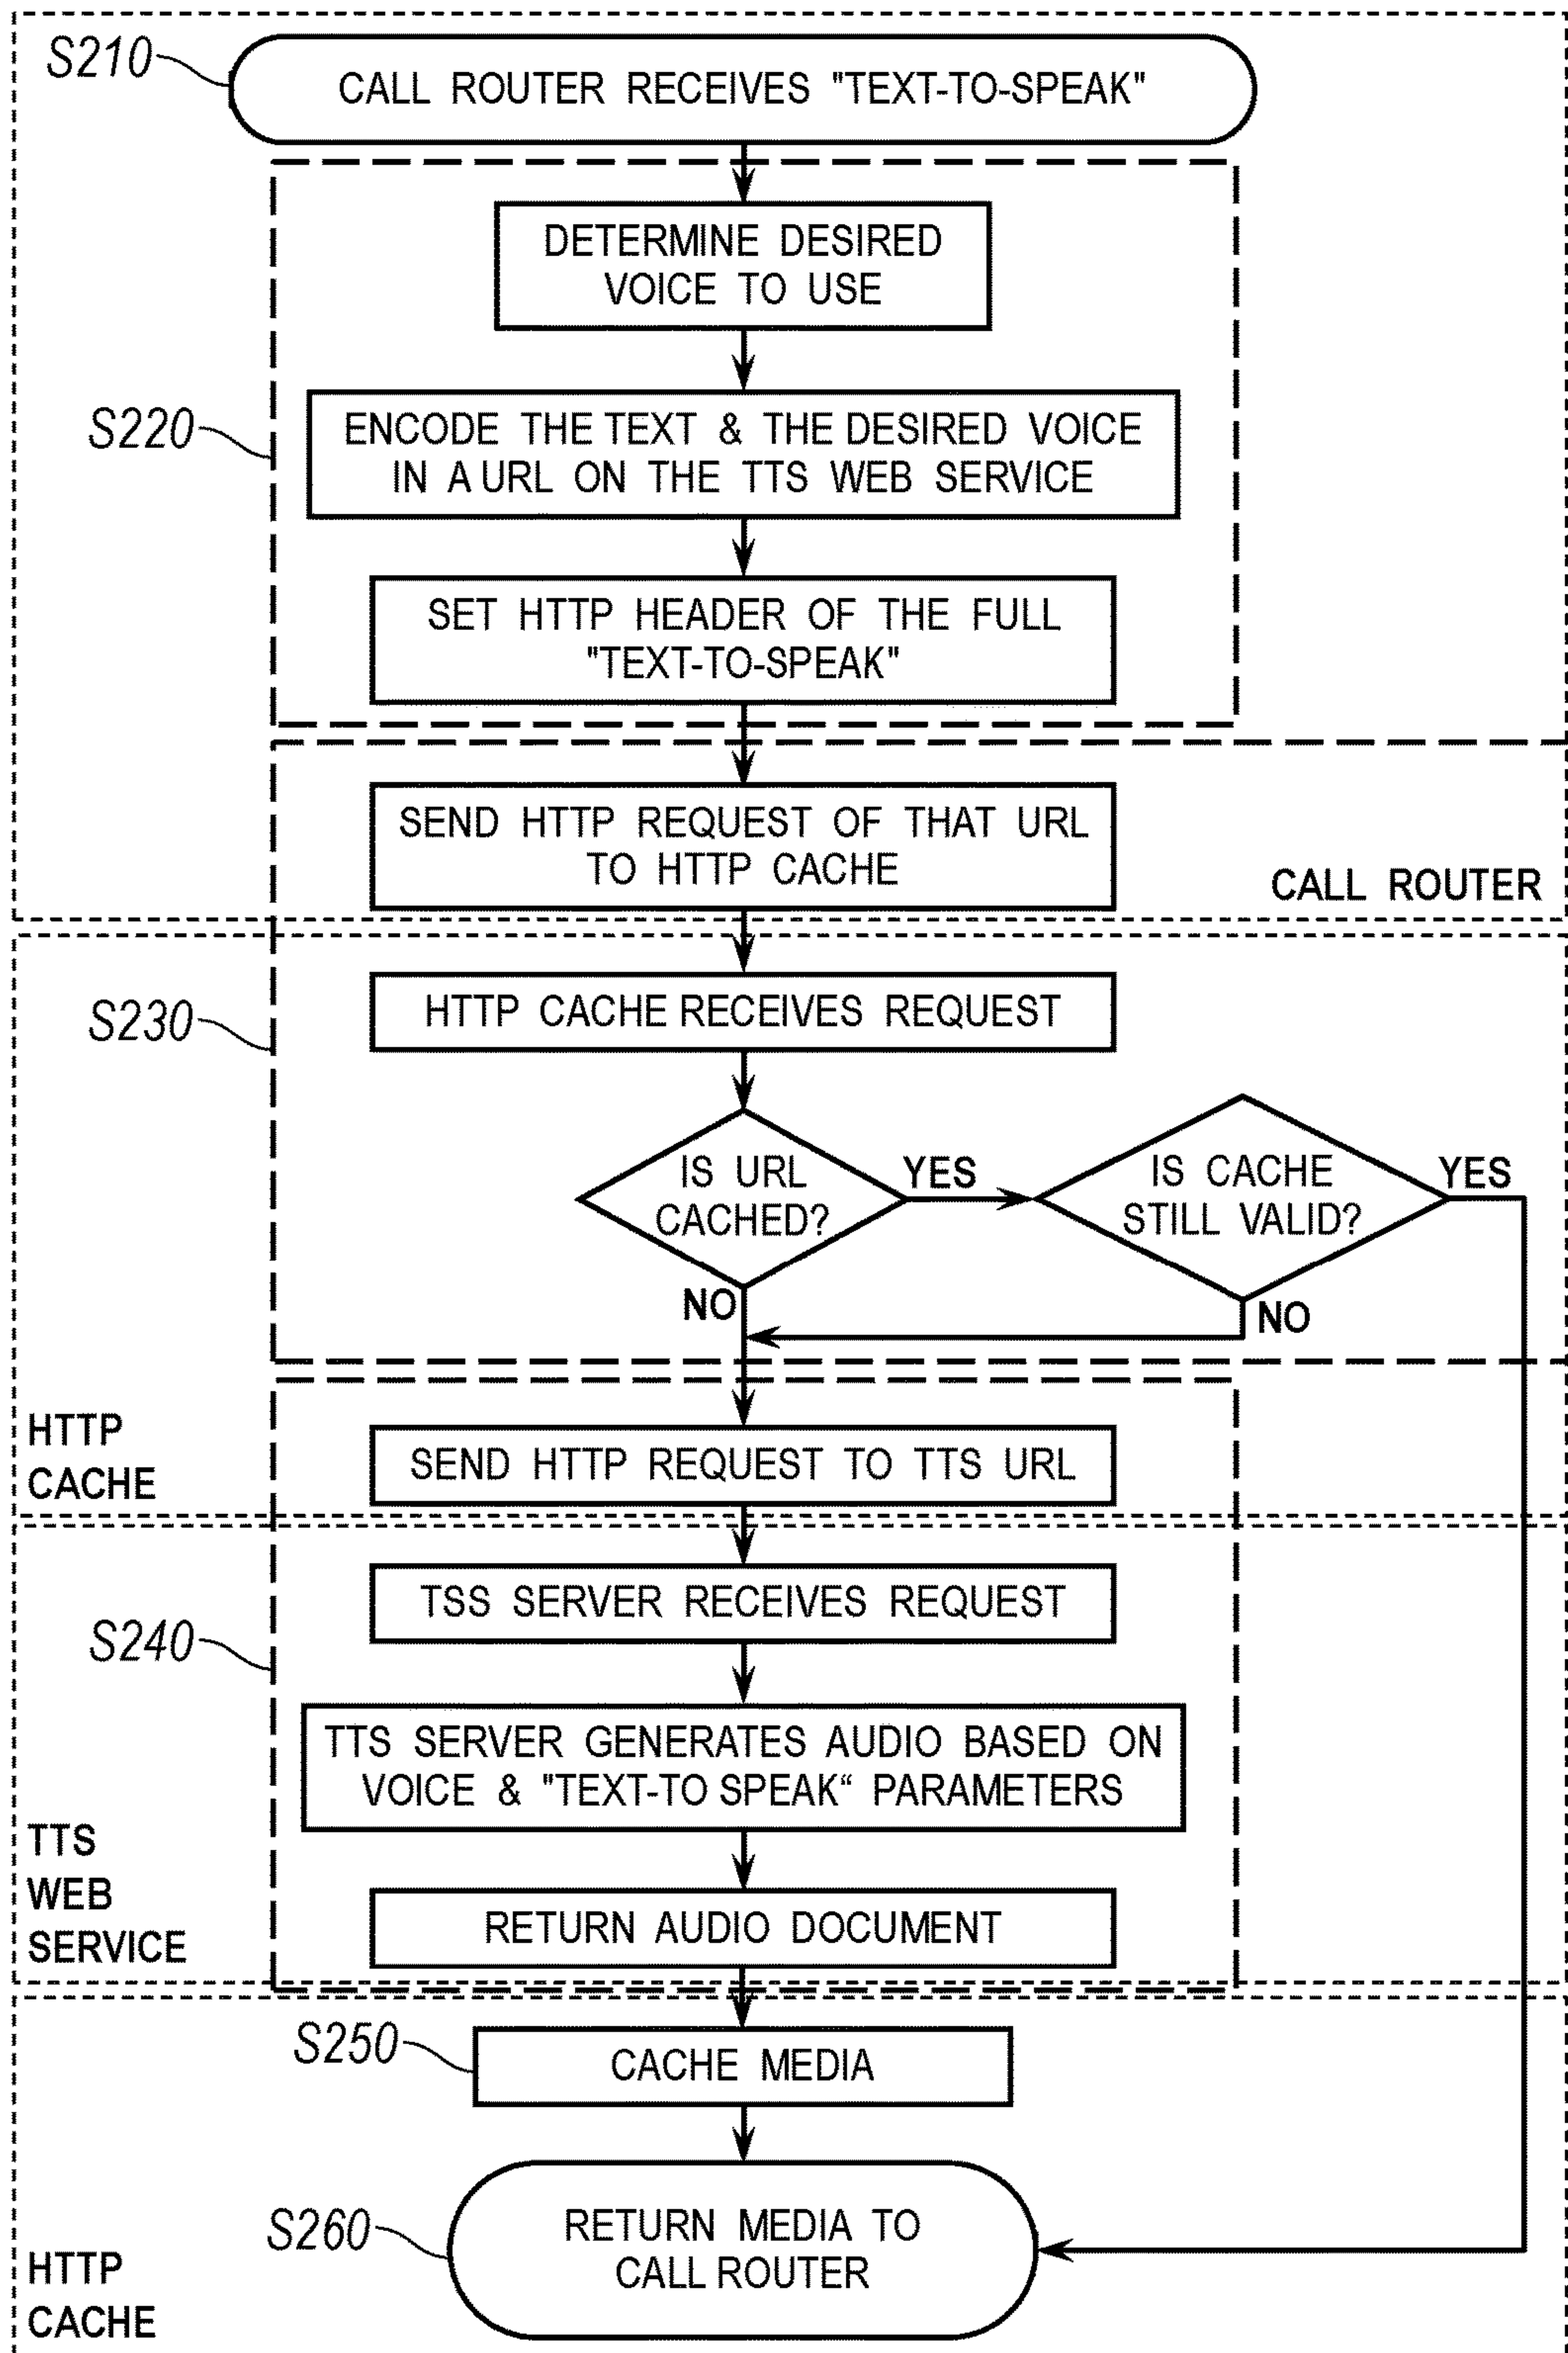 S210
CALL ROUTER RECEIVES "TEXT-TO-SPEAK"
DETERMINE DESIRED
VOICE TO USE
S220
ENCODE THE TEXT & THE DESIRED VOICE
IN A URL ON THE TTS WEB SERVICE
SET HTTP HEADER OF THE FULL
"TEXT-TO-SPEAK"
SEND HTTP REQUEST OF THAT URL
TO HTTP CACHE
CALL ROUTER
S230
HTTP CACHE RECEIVES REQUEST
IS URL
CACHED?
YES
IS CACHE
STILL VALID?
YES
NO
NO
HTTP
CACHE
SEND HTTP REQUEST TO TTS URL
TSS SERVER RECEIVES REQUEST
S240
TTS SERVER GENERATES AUDIO BASED ON
VOICE & "TEXT-TO SPEAK“ PARAMETERS
TTS
WEB
SERVICE
RETURN AUDIO DOCUMENT
S250
CACHE MEDIA
S260
RETURN MEDIA TO
CALL ROUTER
HTTP
CACHE